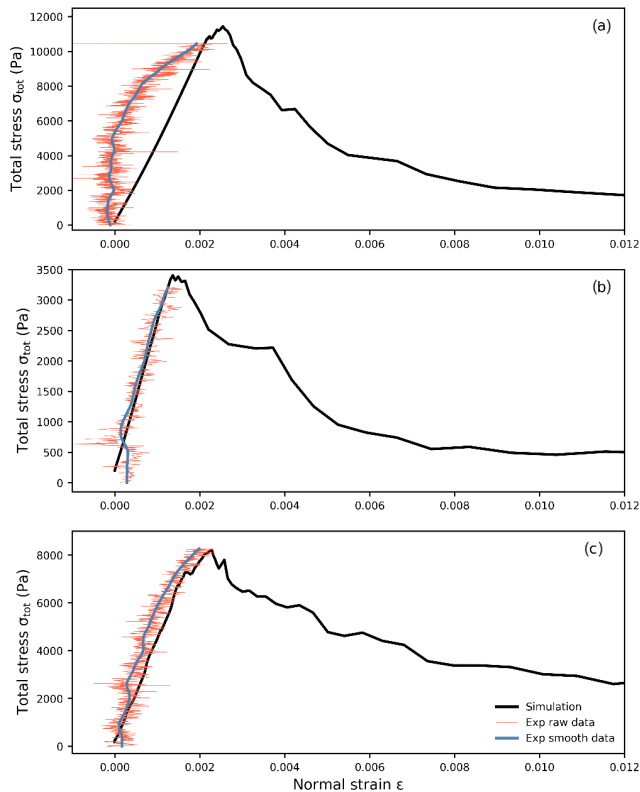 (a)
Total stress σtot (Pa)
12000
10000
8000
6000
4000
2000
0
0.000 0.002 0.004 0.006 0.008 0.010 0.012
(b)
Total stress σtot (Pa)
3500
3000
2500
2000
1500
1000
500
0
0.000 0.002 0.004 0.006 0.008 0.010 0.012
(c)
Total stress σtot (Pa)
8000
6000
4000
2000
0
Simulation
Exp raw data
Exp smooth data
0.000 0.002 0.004 0.006 0.008 0.010 0.012
Normal strain ε